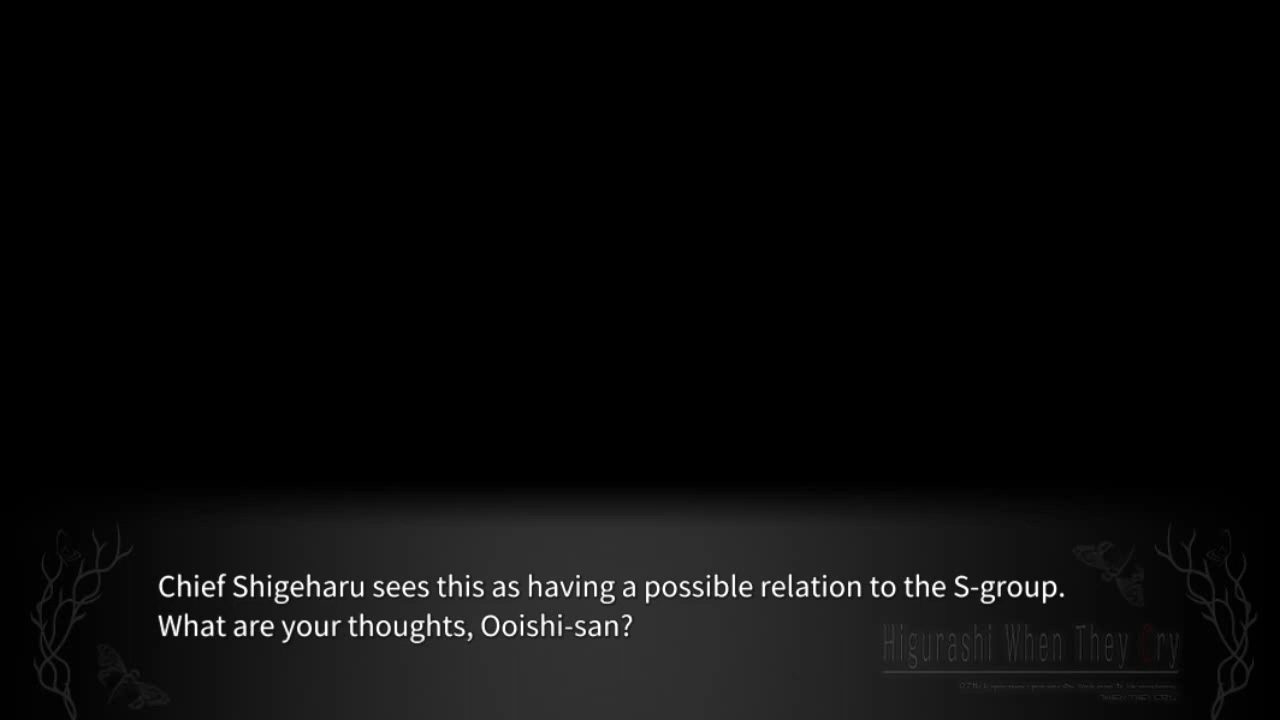 Chief Shigeharu sees this as having a possible relation to the S-group.
What are your thoughts, Ooishi-san?
Higurashi When They Cry